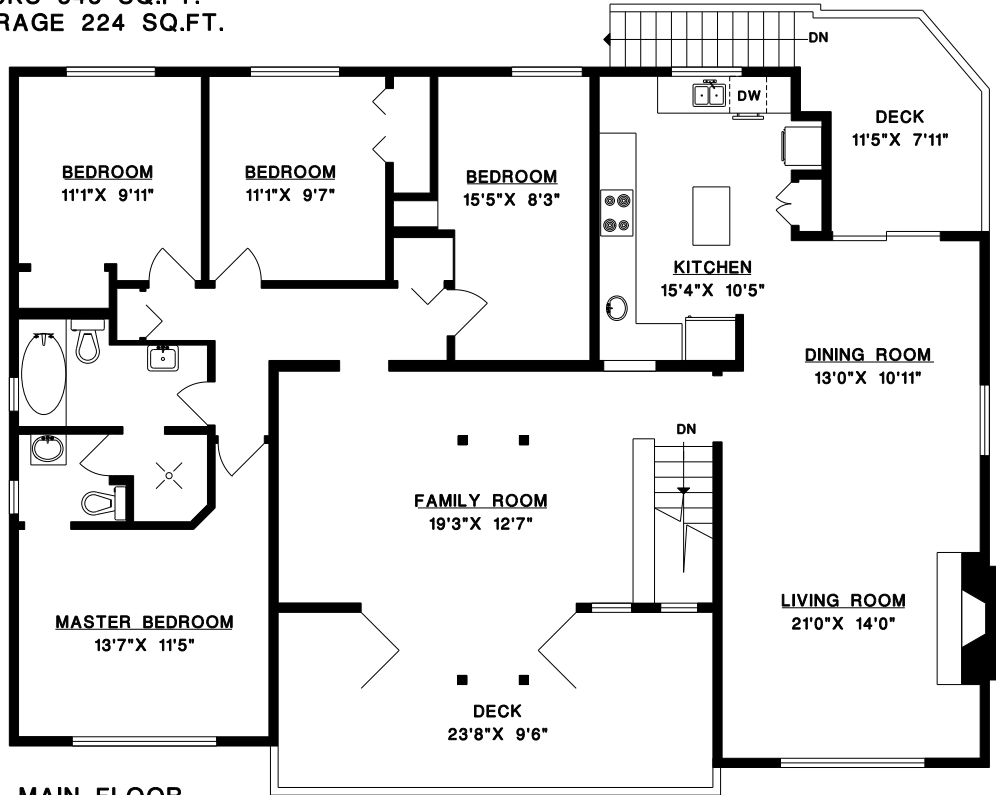 RAGE 224 SQ.FT.
DN
DW
DECK
11'5"X 7'11"
BEDROOM
11'1"X 9'11"
BEDROOM
11'1"X 9'7"
BEDROOM
15'5"X 8'3"
KITCHEN
15'4"X 10'5"
DINING ROOM
13'0"X 10'11"
DN
FAMILY ROOM
19'3"X 12'7"
LIVING ROOM
21'0"X 14'0"
MASTER BEDROOM
13'7"X 11'5"
DECK
23'8"X 9'6"
MAIN FLOOR